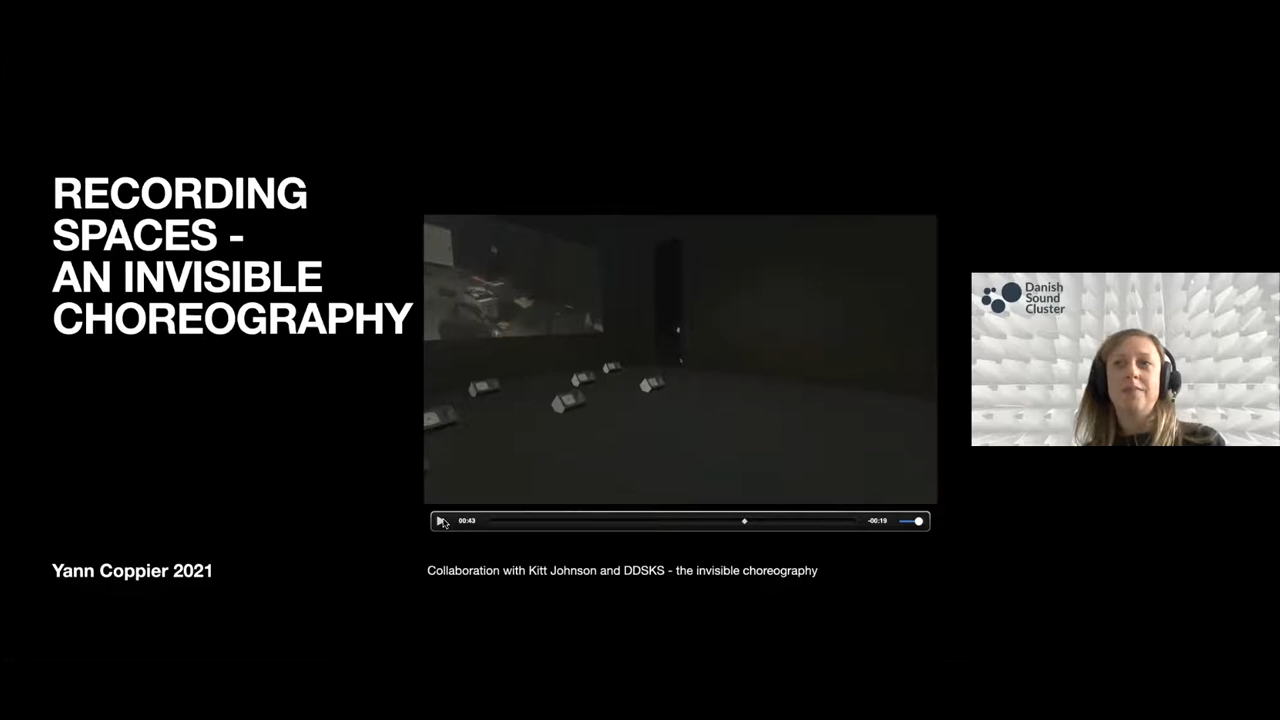 RECORDING
SPACES -
AN INVISIBLE
CHOREOGRAPHY
00:43
-00:19
Danish
Sound
Cluster
Yann Coppier 2021
Collaboration with Kitt Johnson and DDSKS - the invisible choreography